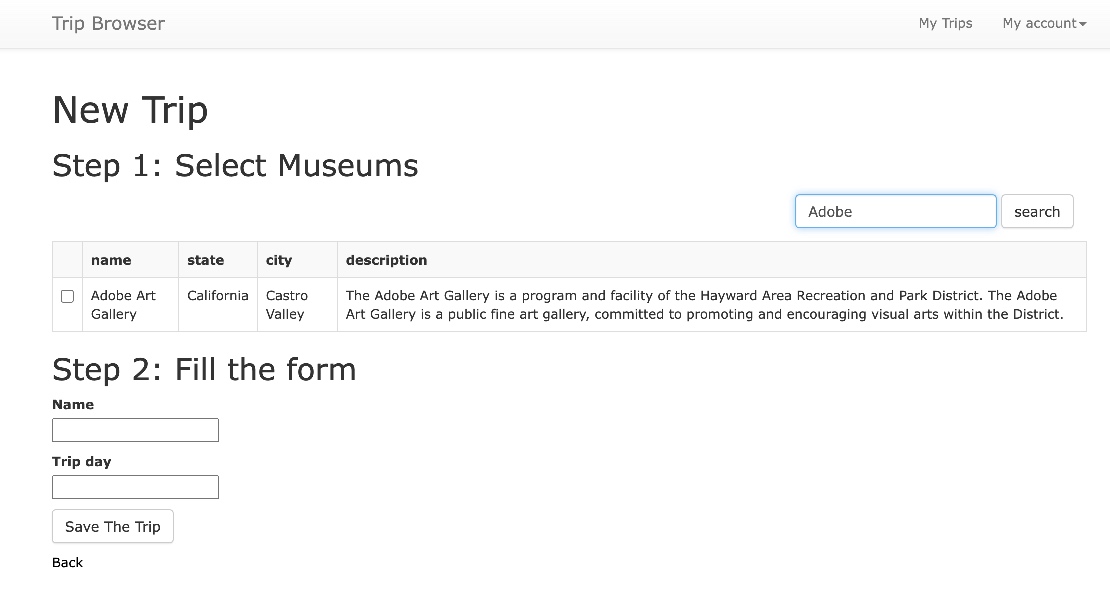 Trip Browser My Trips My account
New Trip
Step 1: Select Museums
Adobe search
name state city description
Adobe Art California Castro The Adobe Art Gallery is a program and facility of the Hayward Area Recreation and Park District. The Adobe
Gallery Valley Art Gallery is a public fine art gallery, committed to promoting and encouraging visual arts within the District.
Step 2: Fill the form
Name
Trip day
Save The Trip
Back